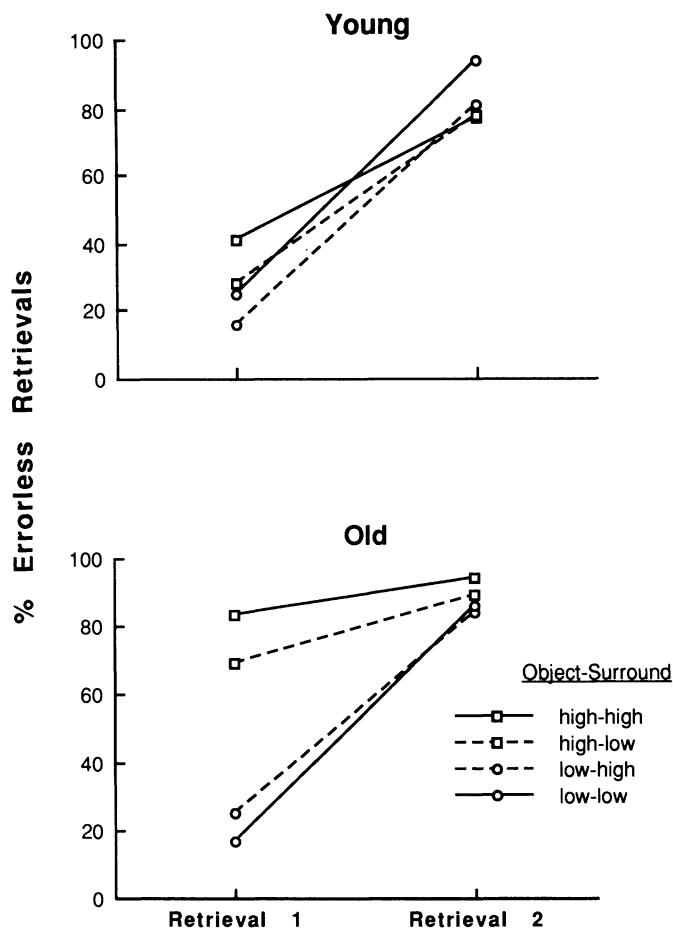 Young
100
80
60
40
20
0
% Errorless Retrievals
Old
100
80
60
40
20
0
Object-Surround
high-high
high-low
low-high
low-low
Retrieval 1 Retrieval 2